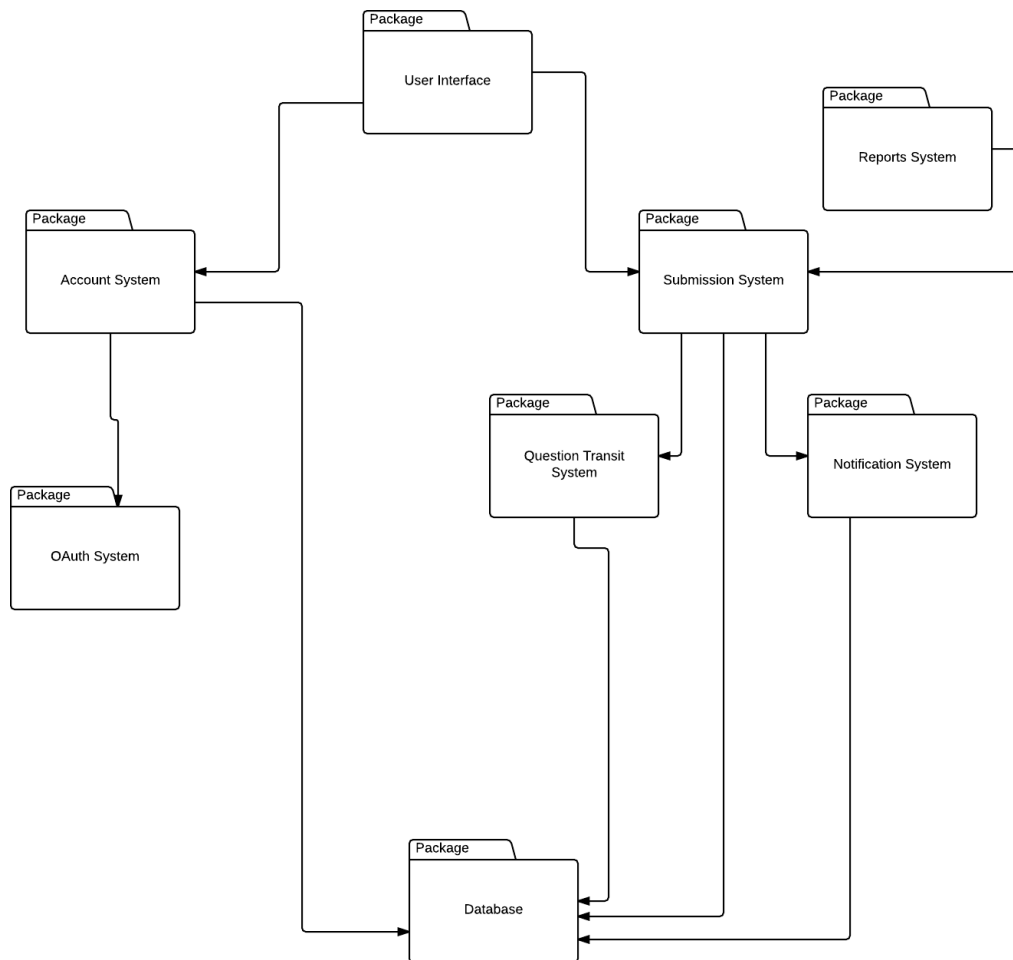 Package
User Interface
Package
Reports System
Package
Account System
Package
Submission System
Package
Question Transit
System
Package
Notification System
Package
OAuth System
Package
Database